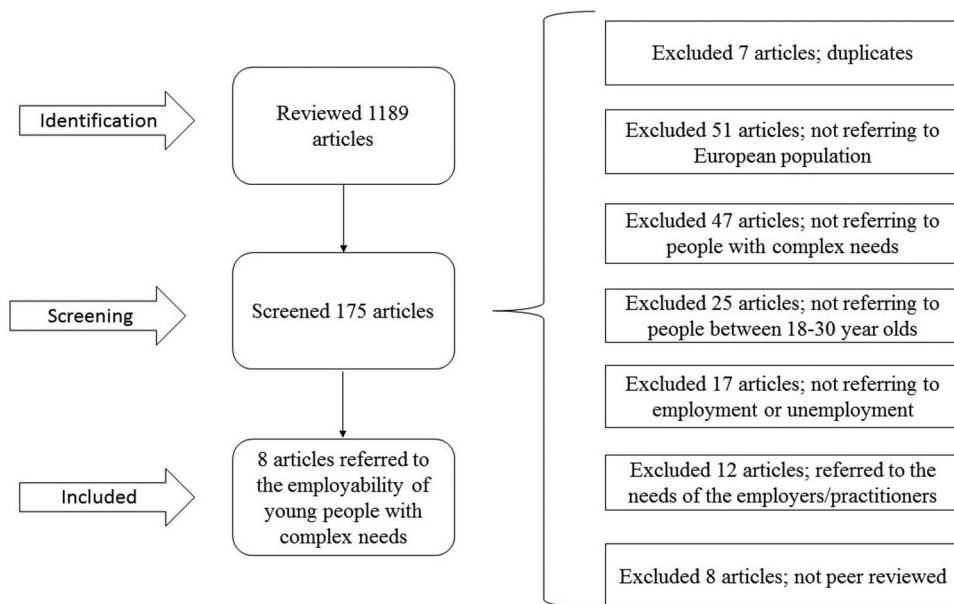 Identification
Reviewed 1189
articles
Screening
Screened 175 articles
Included
8 articles referred to
the employability of
young people with
complex needs
Excluded 7 articles; duplicates
Excluded 51 articles; not referring to
European population
Excluded 47 articles; not referring to
people with complex needs
Excluded 25 articles; not referring to
people between 18-30 year olds
Excluded 17 articles; not referring to
employment or unemployment
Excluded 12 articles; referred to the
needs of the employers/practitioners
Excluded 8 articles; not peer reviewed